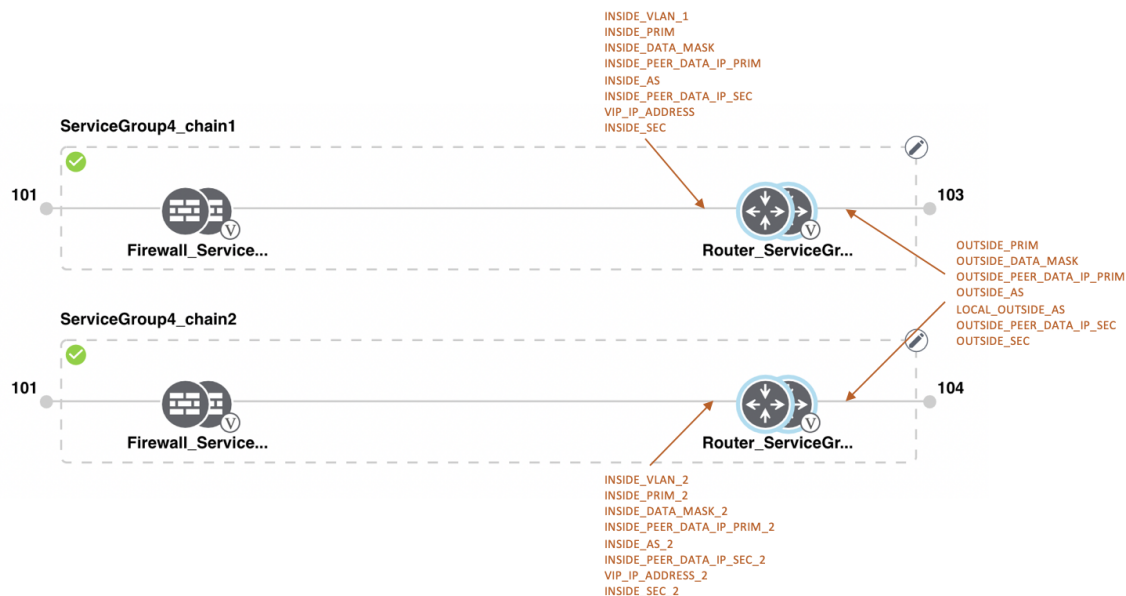 INSIDE_VLAN_1
INSIDE_PRIM
INSIDE_DATA_MASK
INSIDE_PEER_DATA_IP_PRIM
INSIDE_AS
INSIDE_PEER_DATA_IP_SEC
VIP_IP_ADDRESS
INSIDE_SEC
ServiceGroup4_chain1
101
103
V
V
Firewall_Service...
Router_ServiceGr...
OUTSIDE_PRIM
OUTSIDE_DATA_MASK
OUTSIDE_PEER_DATA_IP_PRIM
OUTSIDE_AS
LOCAL_OUTSIDE_AS
OUTSIDE_PEER_DATA_IP_SEC
OUTSIDE_SEC
ServiceGroup4_chain2
101
104
V
V
Firewall_Service...
Router_ServiceGr...
INSIDE_VLAN_2
INSIDE_PRIM_2
INSIDE_DATA_MASK_2
INSIDE_PEER_DATA_IP_PRIM_2
INSIDE_AS_2
INSIDE_PEER_DATA_IP_SEC_2
VIP_IP_ADDRESS_2
INSIDE_SEC_2